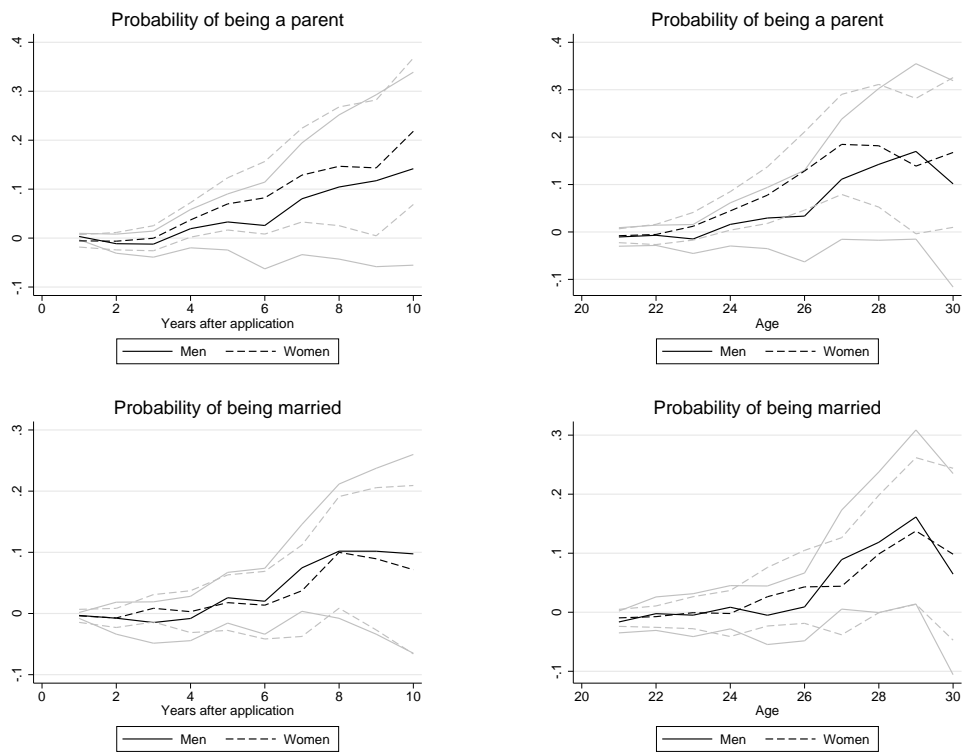 Probability of being a parent
.4
.3
.2
.1
0
-.1
0 2 4 6 8 10
Years after application
Men Women
Probability of being a parent
.4
.3
.2
.1
0
-.1
20 22 24 26 28 30
Age
Men Women
Probability of being married
.3
.2
.1
0
-.1
0 2 4 6 8 10
Years after application
Men Women
Probability of being married
.3
.2
.1
0
-.1
20 22 24 26 28 30
Age
Men Women